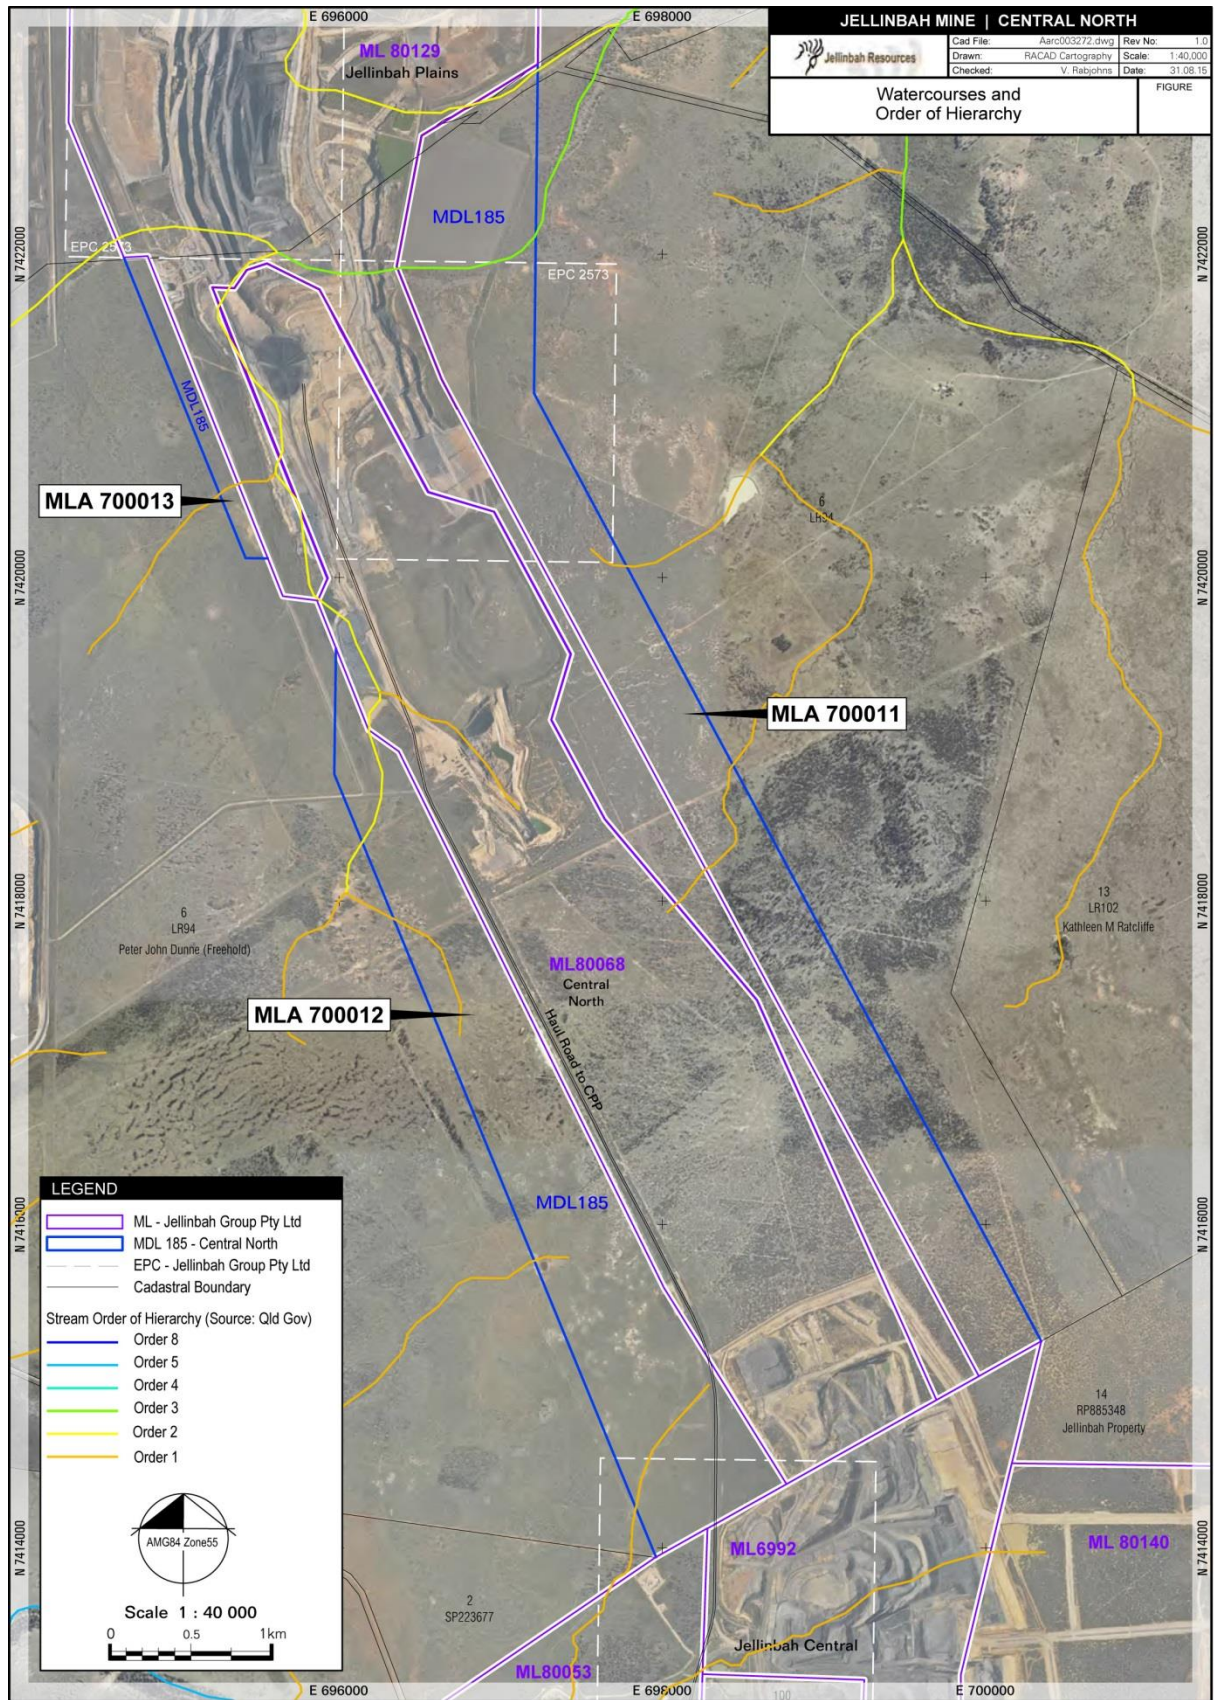 E 696000
E 698000
JELLINBAH MINE | CENTRAL NORTH
Jellinbah Resources
Cad File: Aarc003272.dwg Rev No: 1.0
Drawn: RACAD Cartography Scale: 1:40,000
Checked: V. Rabjohns Date: 31.08.15
Watercourses and
Order of Hierarchy
FIGURE
ML 80129
Jellinbah Plains
MDL185
N 7422000
N 7422000
EPC 2573
EPC 2573
MDL185
MLA 700013
6
LR94
N 7420000
N 7420000
MLA 700011
N 7418000
N 7418000
6
LR94
Peter John Dunne (Freehold)
13
LR102
Kathleen M Ratcliffe
ML80068
Central
North
MLA 700012
Haul Road to CPP
MDL185
N 7416000
N 7416000
LEGEND
ML - Jellinbah Group Pty Ltd
MDL 185 - Central North
EPC - Jellinbah Group Pty Ltd
Cadastral Boundary
Stream Order of Hierarchy (Source: Qld Gov)
Order 8
Order 5
Order 4
Order 3
Order 2
Order 1
AMG84 Zone55
Scale 1 : 40 000
0 0.5 1km
14
RP885348
Jellinbah Property
N 7414000
N 7414000
ML6992
ML 80140
2
SP223677
Jellinbah Central
ML80053
100
E 696000
E 698000
E 700000